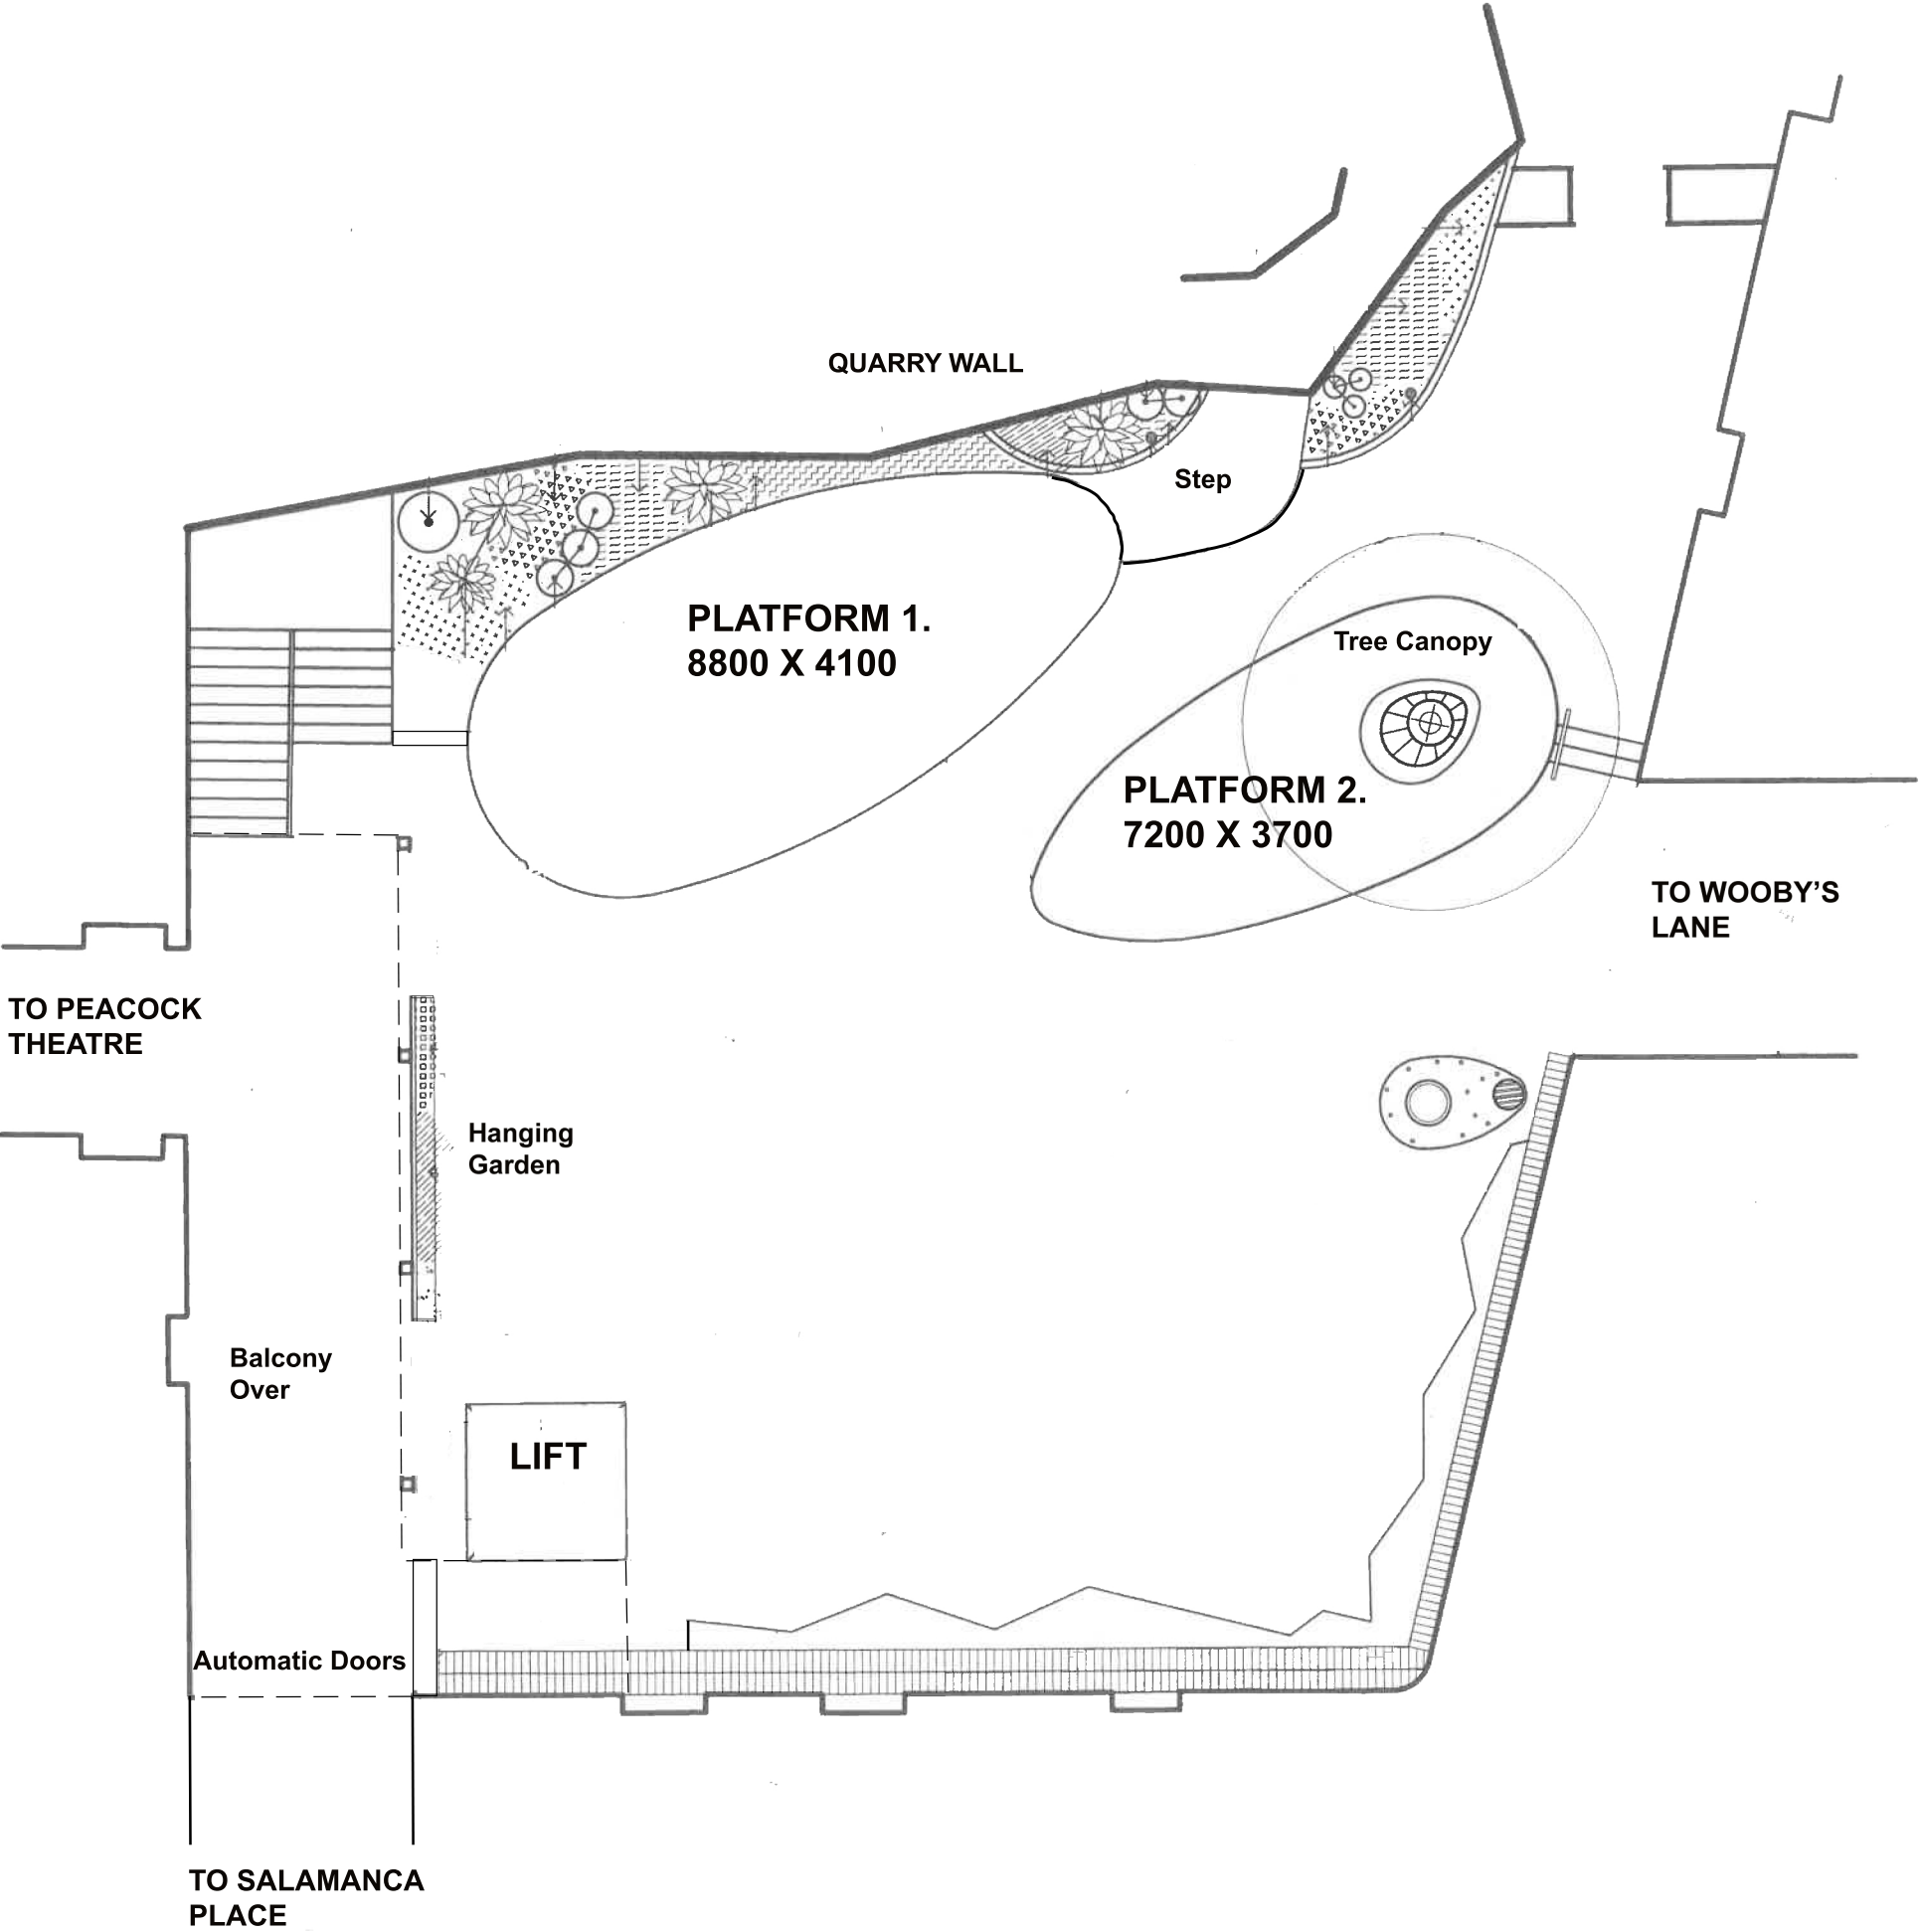 QUARRY WALL
Step
PLATFORM 1.
8800 X 4100
Tree Canopy
PLATFORM 2.
7200 X 3700
TO WOOBY’S
LANE
TO PEACOCK
THEATRE
Hanging
Garden
Balcony
Over
LIFT
Automatic Doors
TO SALAMANCA
PLACE